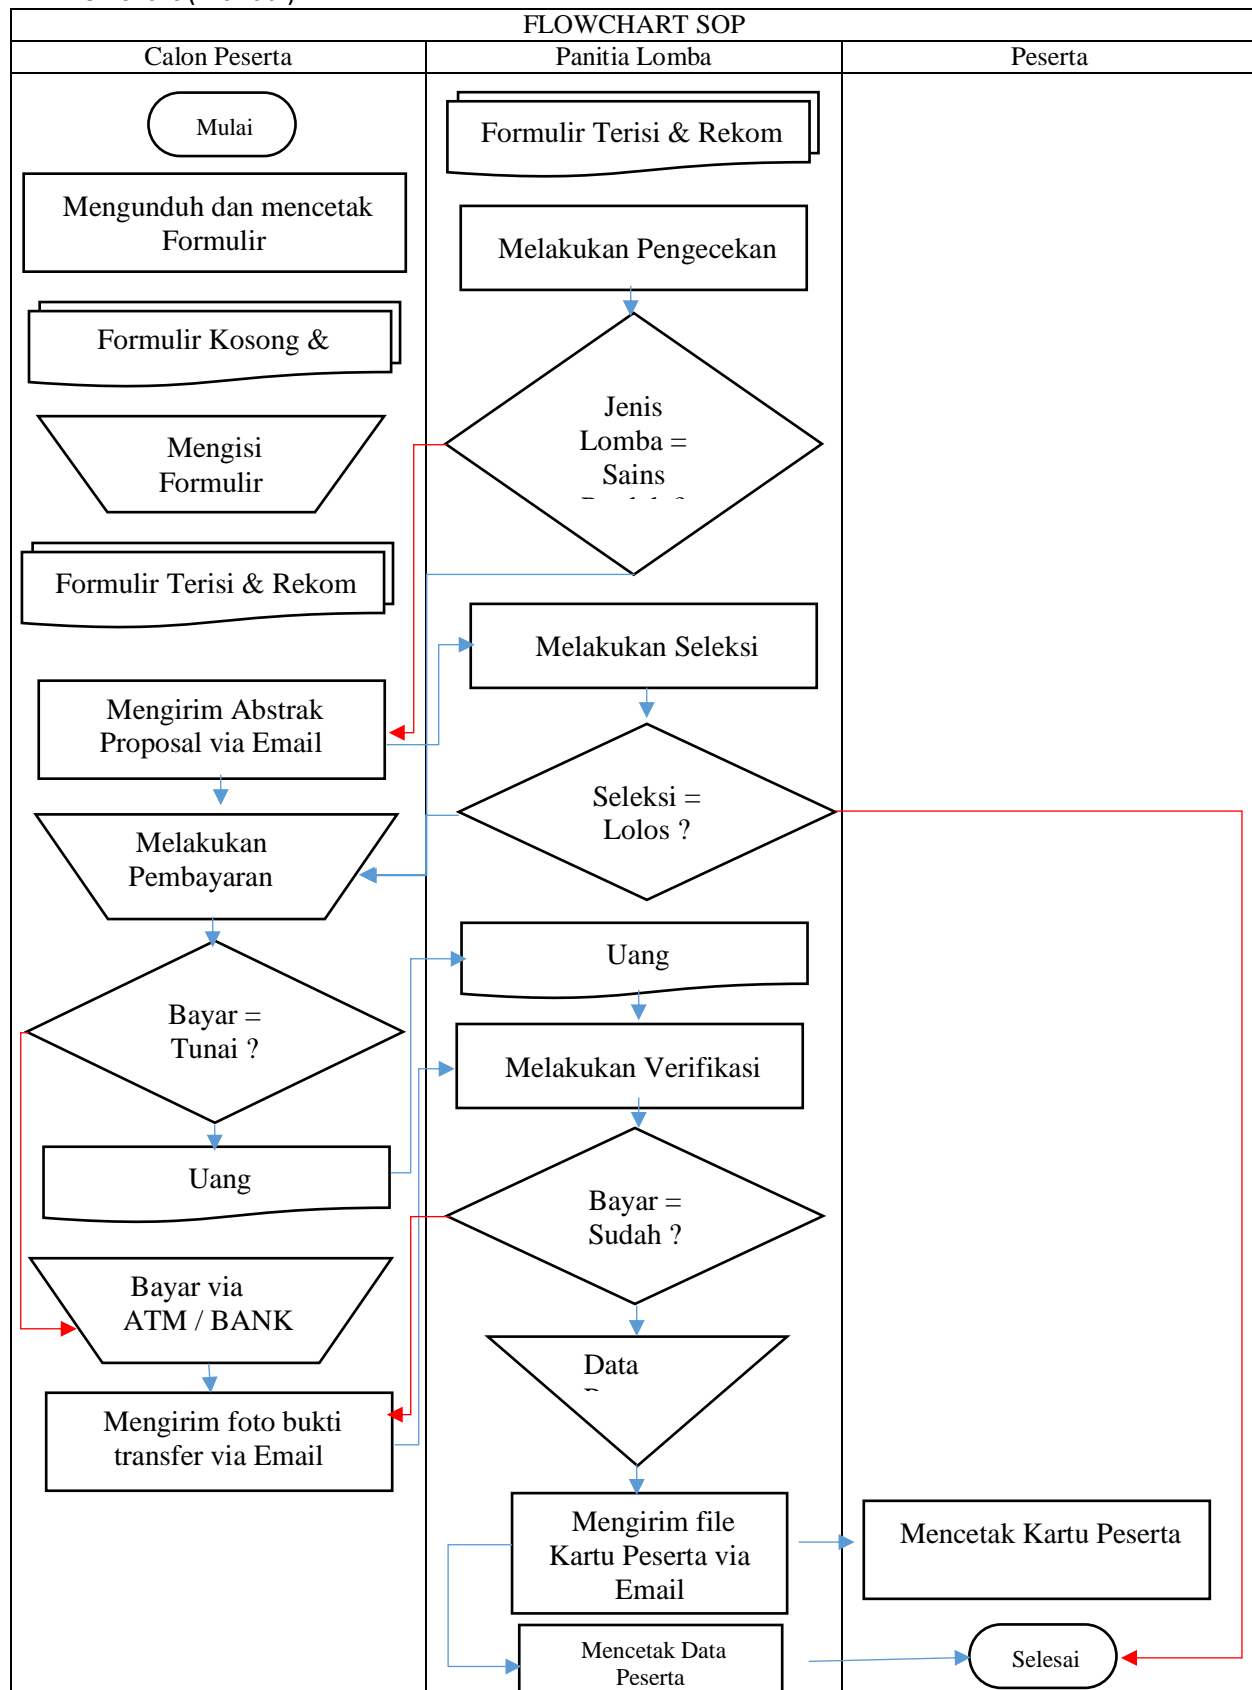 FLOWCHART SOP
Calon Peserta
Panitia Lomba
Peserta
Mulai
Mengunduh dan mencetak
Formulir
Formulir Kosong &
Mengisi
Formulir
Formulir Terisi & Rekom
Mengirim Abstrak
Proposal via Email
Melakukan
Pembayaran
Bayar =
Tunai ?
Uang
Bayar via
ATM / BANK
Mengirim foto bukti
transfer via Email
Formulir Terisi & Rekom
Melakukan Pengecekan
Jenis
Lomba =
Sains
Melakukan Seleksi
Seleksi =
Lolos ?
Uang
Melakukan Verifikasi
Bayar =
Sudah ?
Data
Mengirim file
Kartu Peserta via
Email
Mencetak Data
Peserta
Mencetak Kartu Peserta
Selesai